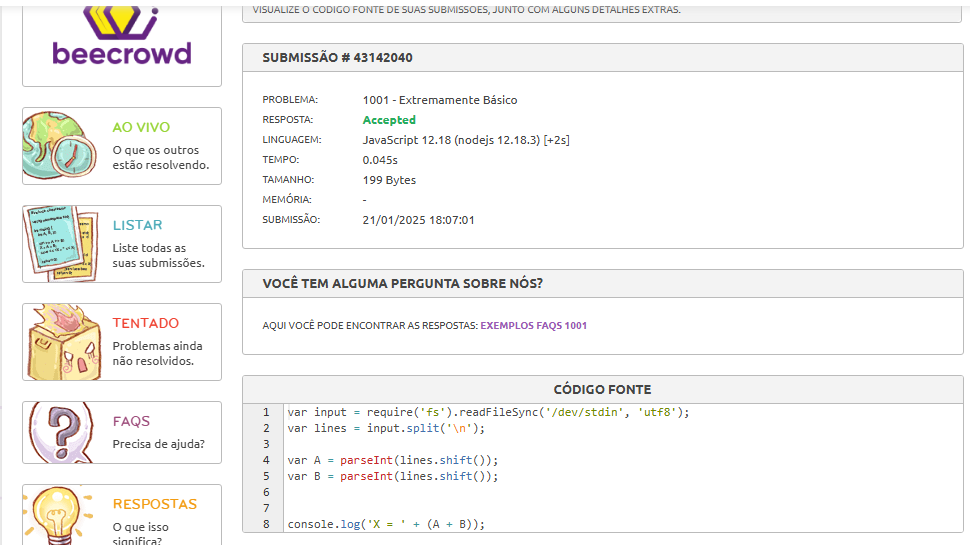 VISUALIZE O CÓDIGO FONTE DE SUAS SUBMISSÕES, JUNTO COM ALGUNS DETALHES EXTRAS.
beecrowd
AO VIVO
O que os outros
estão resolvendo.
LISTAR
Liste todas as
suas submissões.
TENTADO
Problemas ainda
não resolvidos.
FAQS
Precisa de ajuda?
RESPOSTAS
O que isso
significa?
SUBMISSÃO # 43142040
PROBLEMA: 1001 - Extremamente Básico
RESPOSTA: Accepted
LINGUAGEM: JavaScript 12.18 (nodejs 12.18.3) [+2s]
TEMPO: 0.045s
TAMANHO: 199 Bytes
MEMÓRIA: -
SUBMISSÃO: 21/01/2025 18:07:01
VOCÊ TEM ALGUMA PERGUNTA SOBRE NÓS?
AQUI VOCÊ PODE ENCONTRAR AS RESPOSTAS: EXEMPLOS FAQS 1001
CÓDIGO FONTE
1 var input = require('fs').readFileSync('/dev/stdin', 'utf8');
2 var lines = input.split('\n');
3
4 var A = parseInt(lines.shift());
5 var B = parseInt(lines.shift());
6
7
8 console.log('X = ' + (A + B));